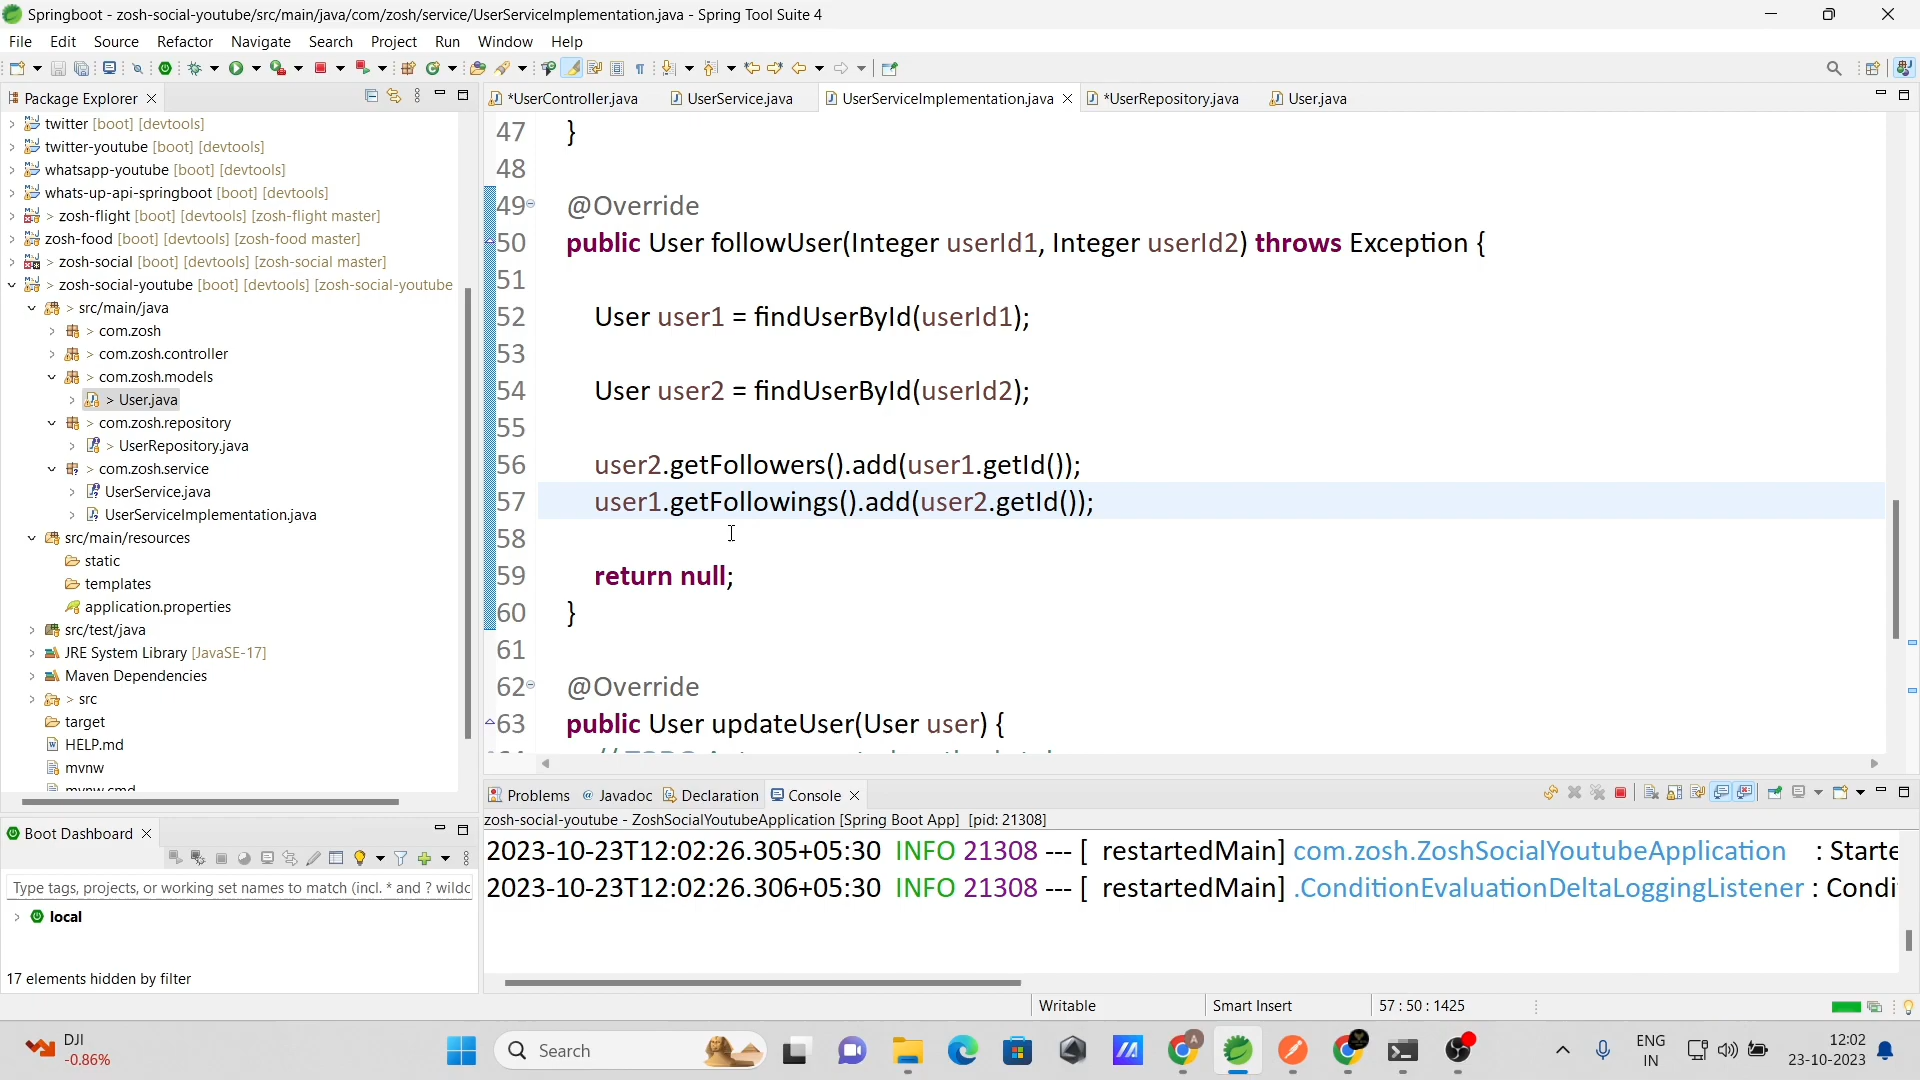 Springboot - zosh-social-youtube/src/main/java/com/zosh/service/UserServiceImplementation.java - Spring Tool Suite 4
File Edit Source Refactor Navigate Search Project Run Window Help
Package Explorer
twitter [boot] [devtools]
twitter-youtube [boot] [devtools]
whatsapp-youtube [boot] [devtools]
whats-up-api-springboot [boot] [devtools]
> zosh-flight [boot] [devtools] [zosh-flight master]
zosh-food [boot] [devtools] [zosh-food master]
> zosh-social [boot] [devtools] [zosh-social master]
> zosh-social-youtube [boot] [devtools] [zosh-social-youtube
> src/main/java
> com.zosh
> com.zosh.controller
> com.zosh.models
> User.java
> com.zosh.repository
> UserRepository.java
> com.zosh.service
UserService.java
UserServiceImplementation.java
src/main/resources
static
templates
application.properties
src/test/java
JRE System Library [JavaSE-17]
Maven Dependencies
> src
target
HELP.md
mvnw
mvnw.cmd
*UserController.java UserService.java UserServiceImplementation.java *UserRepository.java User.java
47 }
48
49 @Override
50 public User followUser(Integer userId1, Integer userId2) throws Exception {
51
52 User user1 = findUserById(userId1);
53
54 User user2 = findUserById(userId2);
55
56 user2.getFollowers().add(user1.getId());
57 user1.getFollowings().add(user2.getId());
58
59 return null;
60 }
61
62 @Override
63 public User updateUser(User user) {
Problems @ Javadoc Declaration Console
zosh-social-youtube - ZoshSocialYoutubeApplication [Spring Boot App] [pid: 21308]
2023-10-23T12:02:26.305+05:30 INFO 21308 --- [ restartedMain] com.zosh.ZoshSocialYoutubeApplication : Starte
2023-10-23T12:02:26.306+05:30 INFO 21308 --- [ restartedMain] .ConditionEvaluationDeltaLoggingListener : Condi
Boot Dashboard
Type tags, projects, or working set names to match (incl. * and ? wildc
local
17 elements hidden by filter
Writable Smart Insert 57 : 50 : 1425
DJI
-0.86%
Search
ENG
IN
12:02
23-10-2023